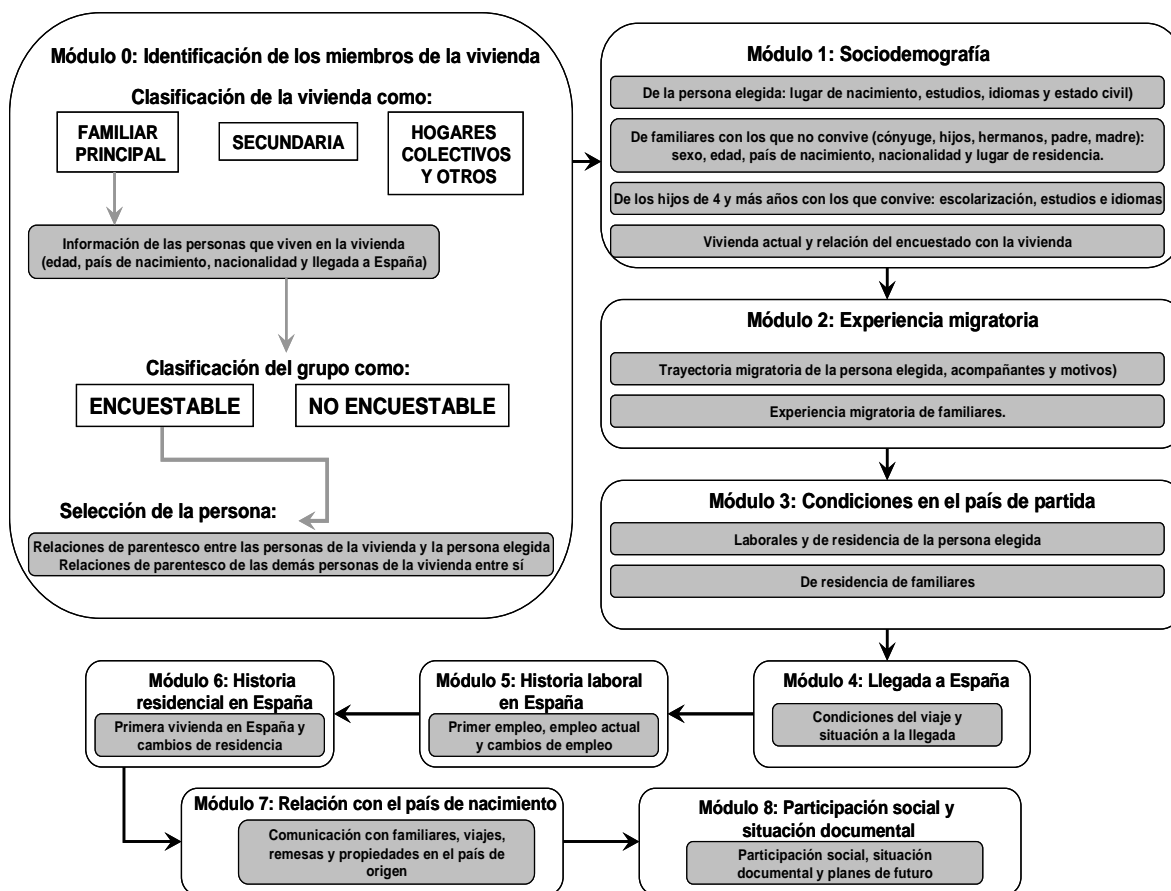 Módulo 0: Identificación de los miembros de la vivienda
Clasificación de la vivienda como:
FAMILIAR
PRINCIPAL
SECUNDARIA
HOGARES
COLECTIVOS
Y OTROS
Información de las personas que viven en la vivienda
(edad, país de nacimiento, nacionalidad y llegada a España)
Clasificación del grupo como:
ENCUESTABLE
NO ENCUESTABLE
Selección de la persona:
Relaciones de parentesco entre las personas de la vivienda y la persona elegida
Relaciones de parentesco de las demás personas de la vivienda entre sí
Módulo 1: Sociodemografía
De la persona elegida: lugar de nacimiento, estudios, idiomas y estado civil)
De familiares con los que no convive (cónyuge, hijos, hermanos, padre, madre):
sexo, edad, país de nacimiento, nacionalidad y lugar de residencia.
De los hijos de 4 y más años con los que convive: escolarización, estudios e idiomas
Vivienda actual y relación del encuestado con la vivienda
Módulo 2: Experiencia migratoria
Trayectoria migratoria de la persona elegida, acompañantes y motivos)
Experiencia migratoria de familiares.
Módulo 3: Condiciones en el país de partida
Laborales y de residencia de la persona elegida
De residencia de familiares
Módulo 4: Llegada a España
Condiciones del viaje y
situación a la llegada
Módulo 5: Historia laboral
en España
Primer empleo, empleo actual
y cambios de empleo
Módulo 6: Historia
residencial en España
Primera vivienda en España y
cambios de residencia
Módulo 7: Relación con el país de nacimiento
Comunicación con familiares, viajes,
remesas y propiedades en el país de
origen
Módulo 8: Participación social y
situación documental
Participación social, situación
documental y planes de futuro